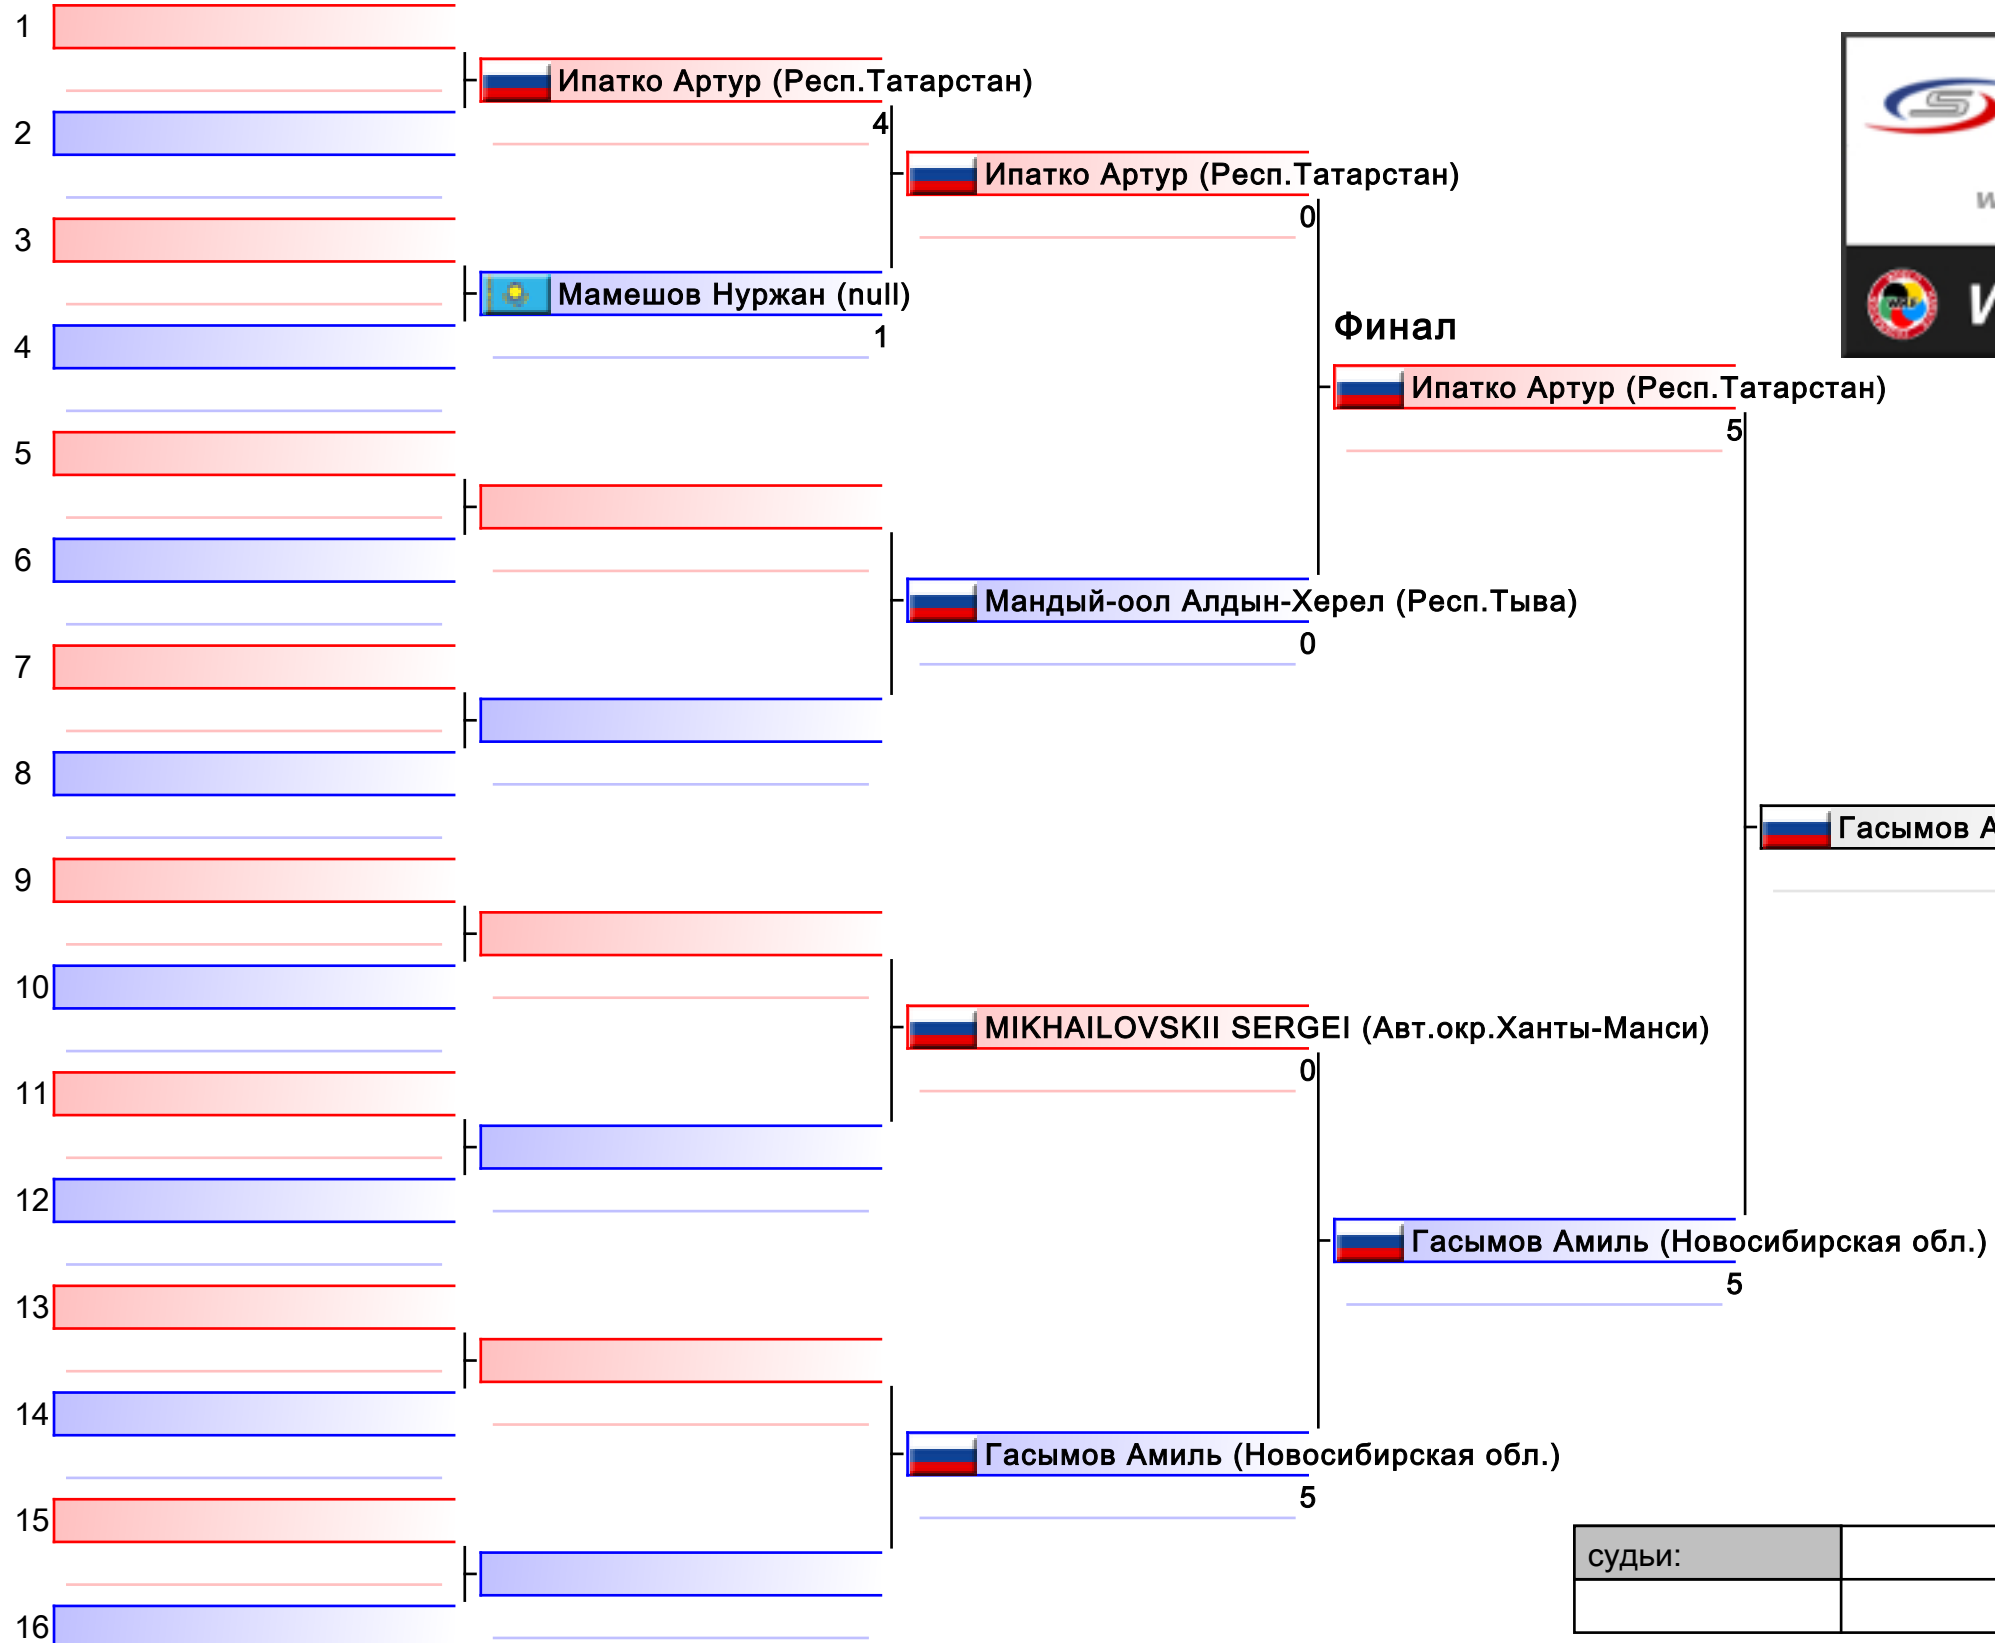 1
Ипатко Артур (Респ.Татарстан)
4
2
Ипатко Артур (Респ.Татарстан)
0
3
Мамешов Нуржан (null)
1
4
Финал
Ипатко Артур (Респ.Татарстан)
5
5
6
Мандый-оол Алдын-Херел (Респ.Тыва)
0
7
8
Гасымов А
9
10
MIKHAILOVSKII SERGEI (Авт.окр.Ханты-Манси)
0
11
12
Гасымов Амиль (Новосибирская обл.)
5
13
14
Гасымов Амиль (Новосибирская обл.)
5
15
судьи:
16